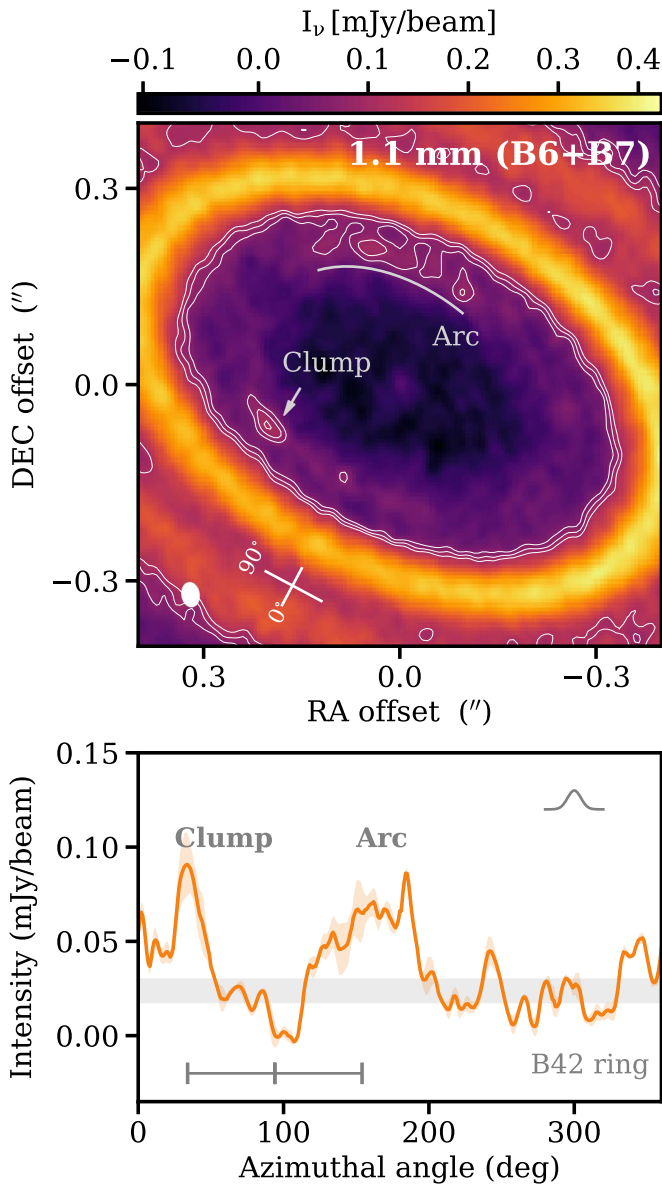 I_ν [mJy/beam]
−0.1 0.0 0.1 0.2 0.3 0.4
1.1 mm (B6+B7)
0.3
0.0
−0.3
DEC offset (″)
Arc
Clump
90°
0°
0.3 0.0 −0.3
RA offset (″)
0.15
0.10
0.05
0.00
Intensity (mJy/beam)
Clump Arc
B42 ring
0 100 200 300
Azimuthal angle (deg)